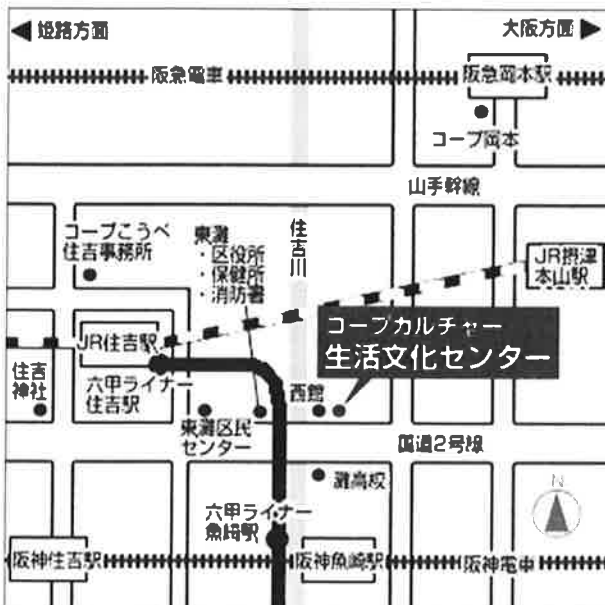 ◀ 姫路方面
大阪方面 ▶
阪急電車
阪急岡本駅
コープ岡本
山手幹線
コープこうべ
住吉事務所
東灘
・区役所
・保健所
・消防署
住吉川
JR摂津
本山駅
JR住吉駅
コープカルチャー
生活文化センター
住吉
神社
六甲ライナー
住吉駅
西館
東灘区民
センター
国道2号線
灘高校
N
六甲ライナー
魚崎駅
阪神住吉駅
阪神魚崎駅
阪神電車